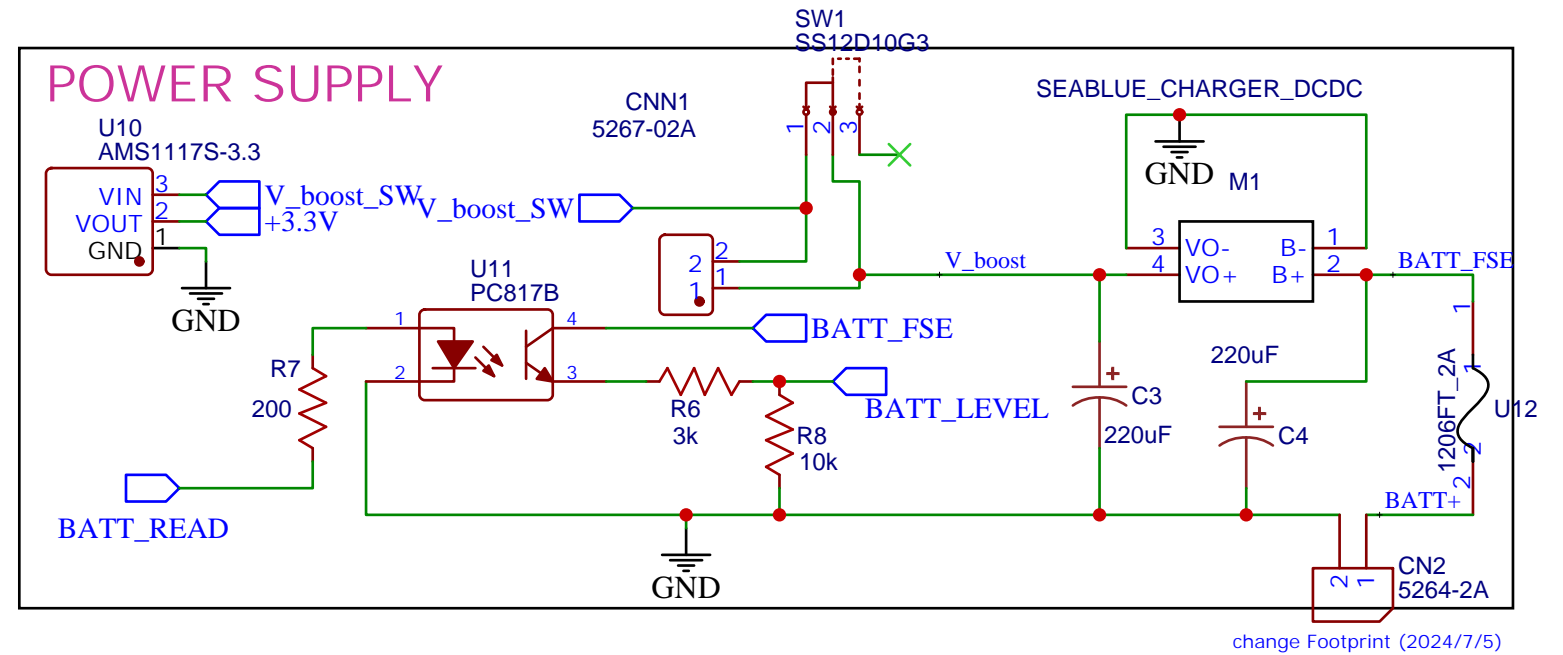 SW1
SS12D10G3
POWER SUPPLY
SEABLUE_CHARGER_DCDC
CNN1
5267-02A
U10
AMS1117S-3.3
1
2
3
GND
M1
VIN
3
V_boost_SW
V_boost_SW
VOUT
2
+3.3V
GND
1
3
VO-
B-
1
4
VO+
B+
2
2
2
1
1
V_boost
BATT_FSE
U11
PC817B
GND
1
4
BATT_FSE
2
3
R7
200
R6
3k
BATT_LEVEL
R8
10k
C3
220uF
220uF
C4
1
1
1206FT_2A
U12
2
2
BATT_READ
BATT+
GND
2
1
CN2
5264-2A
change Footprint (2024/7/5)